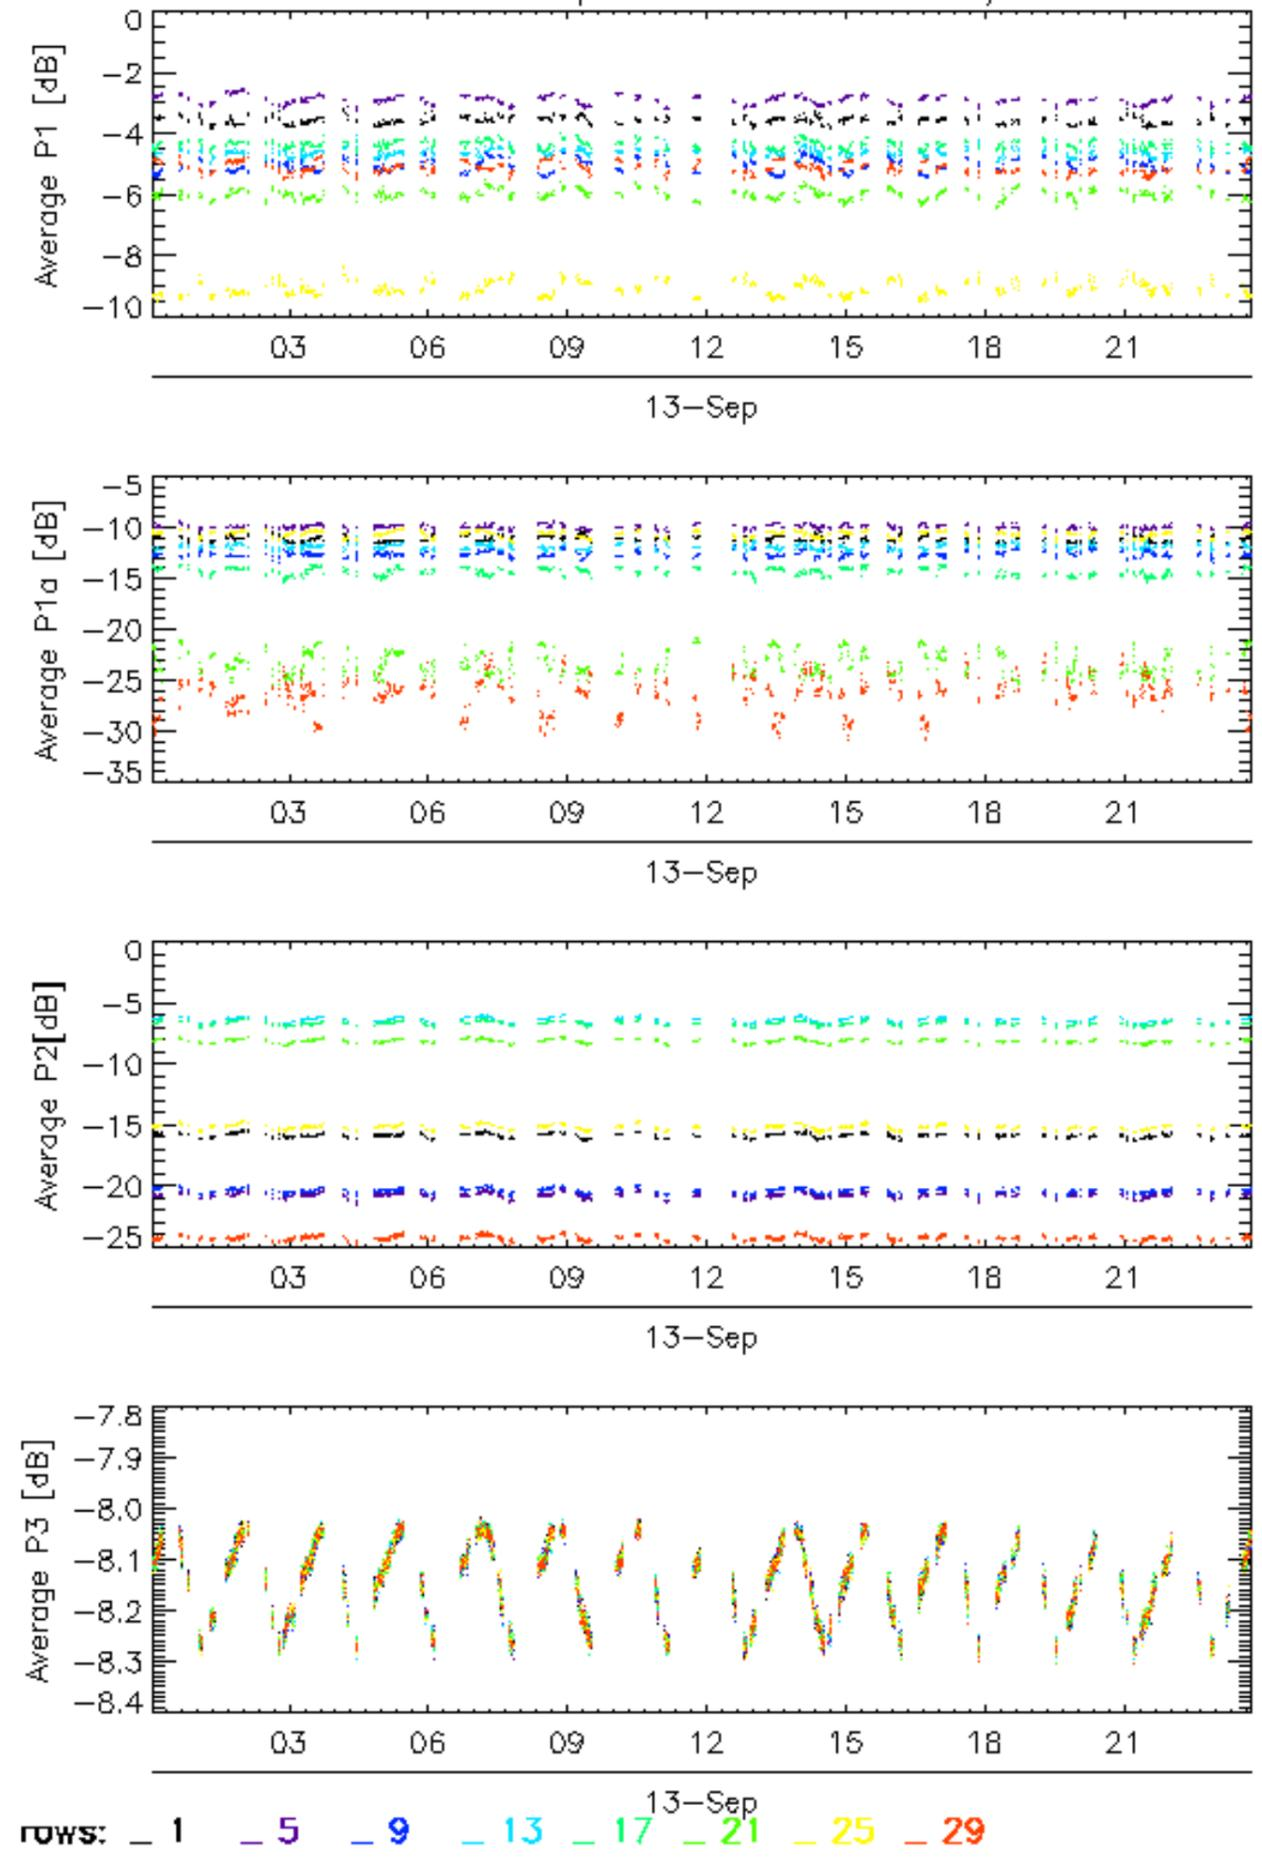 0
-2
-4
-6
-8
-10
Average P1 [dB]
03 06 09 12 15 18 21
13-Sep
-5
-10
-15
-20
-25
-30
-35
Average P1a [dB]
03 06 09 12 15 18 21
13-Sep
0
-5
-10
-15
-20
-25
Average P2[dB]
03 06 09 12 15 18 21
13-Sep
-7.8
-7.9
-8.0
-8.1
-8.2
-8.3
-8.4
Average P3 [dB]
03 06 09 12 15 18 21
13-Sep
rows: _ 1 _ 5 _ 9 _ 13 _ 17 _ 21 _ 25 _ 29